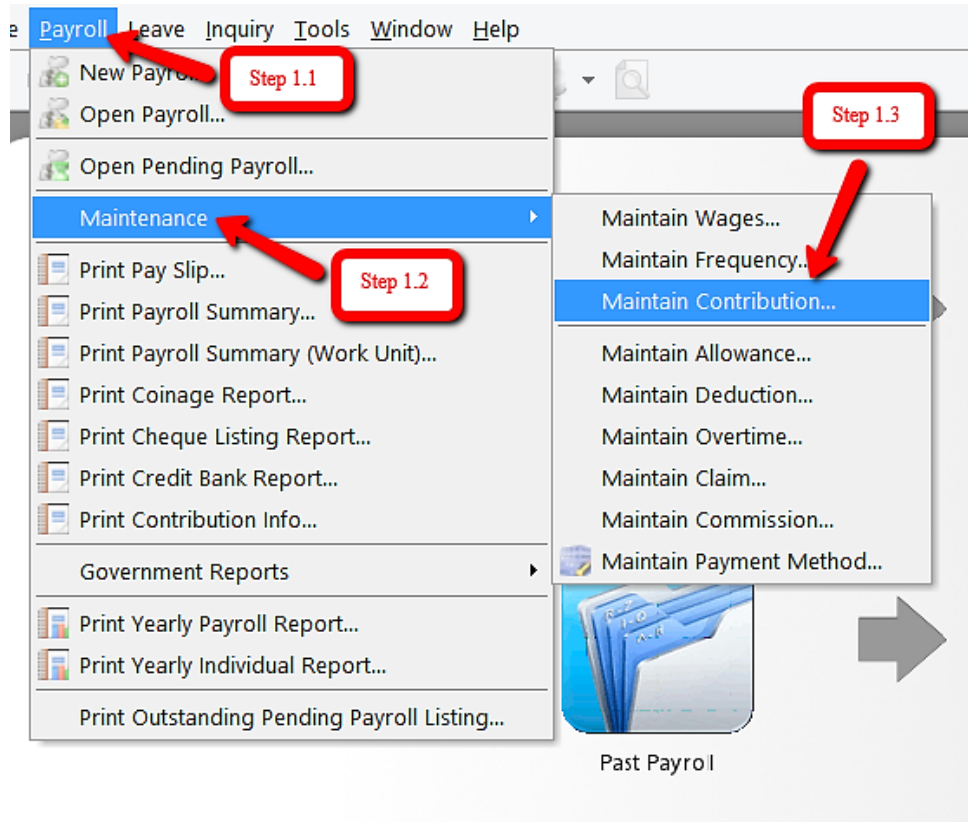 e Payroll Leave Inquiry Tools Window Help
New Payro...
Step 1.1
Open Payroll...
Open Pending Payroll...
Maintenance
Print Pay Slip...
Step 1.2
Print Payroll Summary...
Print Payroll Summary (Work Unit)...
Print Coinage Report...
Print Cheque Listing Report...
Print Credit Bank Report...
Print Contribution Info...
Government Reports
Print Yearly Payroll Report...
Print Yearly Individual Report...
Print Outstanding Pending Payroll Listing...
Step 1.3
Maintain Wages...
Maintain Frequency...
Maintain Contribution...
Maintain Allowance...
Maintain Deduction...
Maintain Overtime...
Maintain Claim...
Maintain Commission...
Maintain Payment Method...
R-Z
I-Q
A-R
Past Payroll